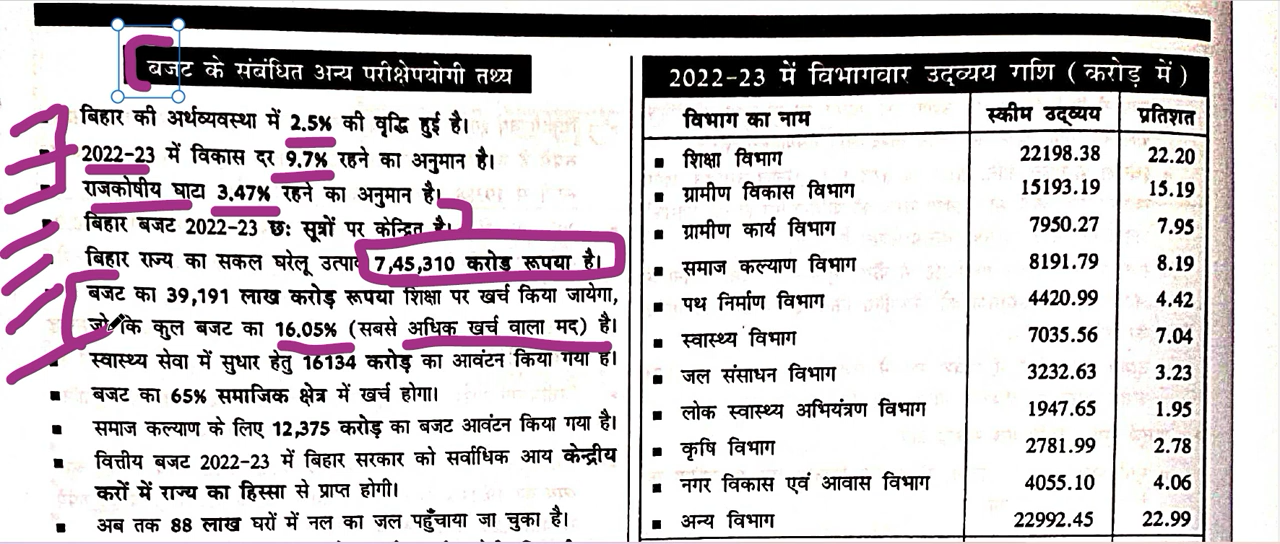 बजट के संबंधित अन्य परीक्षेपयोगी तथ्य
बिहार की अर्थव्यवस्था में 2.5% की वृद्धि हुई है।
2022-23 में विकास दर 9.7% रहने का अनुमान है।
राजकोषीय घाटा 3.47% रहने का अनुमान है।
बिहार बजट 2022-23 छः सूत्रों पर केन्द्रित है।
बिहार राज्य का सकल घरेलू उत्पाद 7,45,310 करोड़ रूपया है।
बजट का 39,191 लाख करोड़ रूपया शिक्षा पर खर्च किया जायेगा,
जो कि कुल बजट का 16.05% (सबसे अधिक खर्च वाला मद) है।
स्वास्थ्य सेवा में सुधार हेतु 16134 करोड़ का आवंटन किया गया है।
बजट का 65% समाजिक क्षेत्र में खर्च होगा।
समाज कल्याण के लिए 12,375 करोड़ का बजट आवंटन किया गया है।
वित्तीय बजट 2022-23 में बिहार सरकार को सर्वाधिक आय केन्द्रीय
करों में राज्य का हिस्सा से प्राप्त होगी।
अब तक 88 लाख घरों में नल का जल पहुँचाया जा चुका है।
2022-23 में विभागवार उद्व्यय राशि (करोड़ में)
विभाग का नाम स्कीम उद्व्यय प्रतिशत
शिक्षा विभाग 22198.38 22.20
ग्रामीण विकास विभाग 15193.19 15.19
ग्रामीण कार्य विभाग 7950.27 7.95
समाज कल्याण विभाग 8191.79 8.19
पथ निर्माण विभाग 4420.99 4.42
स्वास्थ्य विभाग 7035.56 7.04
जल संसाधन विभाग 3232.63 3.23
लोक स्वास्थ्य अभियंत्रण विभाग 1947.65 1.95
कृषि विभाग 2781.99 2.78
नगर विकास एवं आवास विभाग 4055.10 4.06
अन्य विभाग 22992.45 22.99